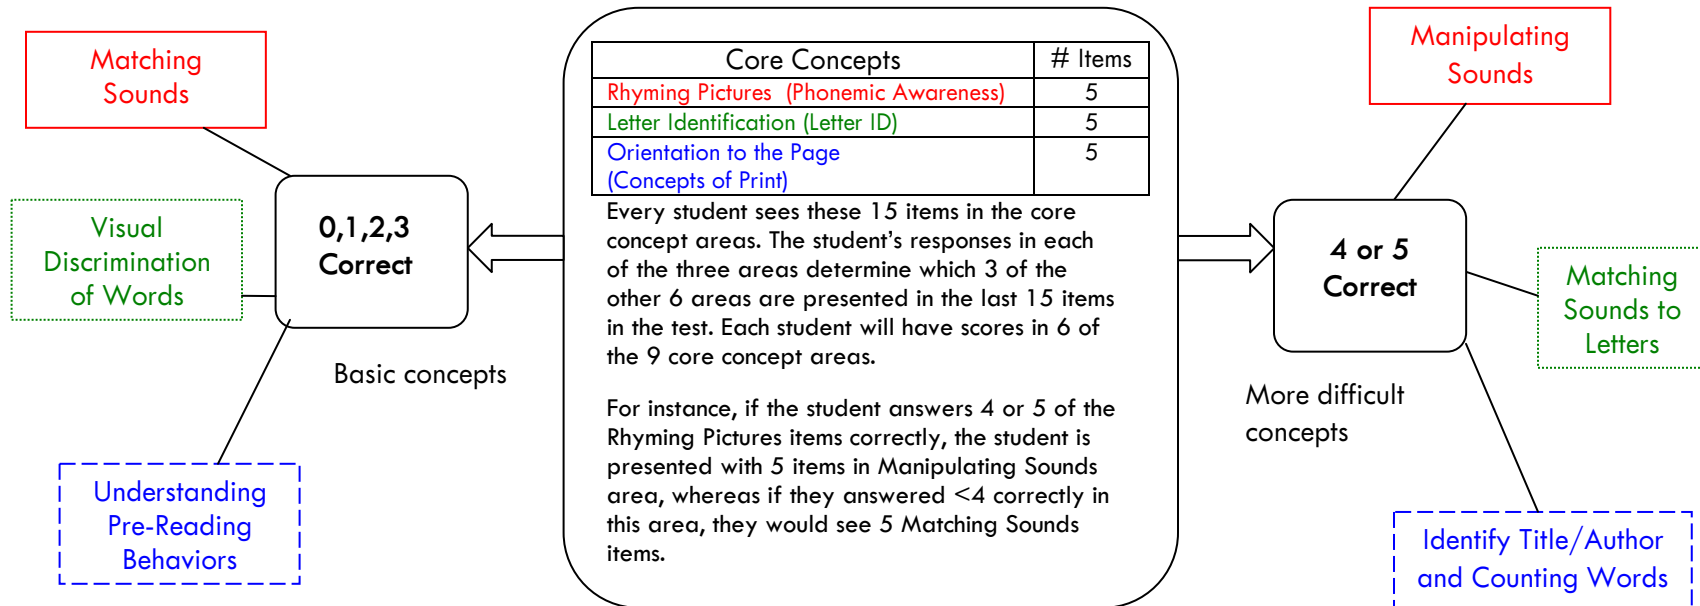 Matching
Sounds
Visual
Discrimination
of Words
Understanding
Pre-Reading
Behaviors
0,1,2,3
Correct
Basic concepts
Core Concepts # Items
Rhyming Pictures (Phonemic Awareness) 5
Letter Identification (Letter ID) 5
Orientation to the Page 5
(Concepts of Print)
Every student sees these 15 items in the core
concept areas. The student’s responses in each
of the three areas determine which 3 of the
other 6 areas are presented in the last 15 items
in the test. Each student will have scores in 6 of
the 9 core concept areas.
For instance, if the student answers 4 or 5 of the
Rhyming Pictures items correctly, the student is
presented with 5 items in Manipulating Sounds
area, whereas if they answered <4 correctly in
this area, they would see 5 Matching Sounds
items.
4 or 5
Correct
More difficult
concepts
Manipulating
Sounds
Matching
Sounds to
Letters
Identify Title/Author
and Counting Words